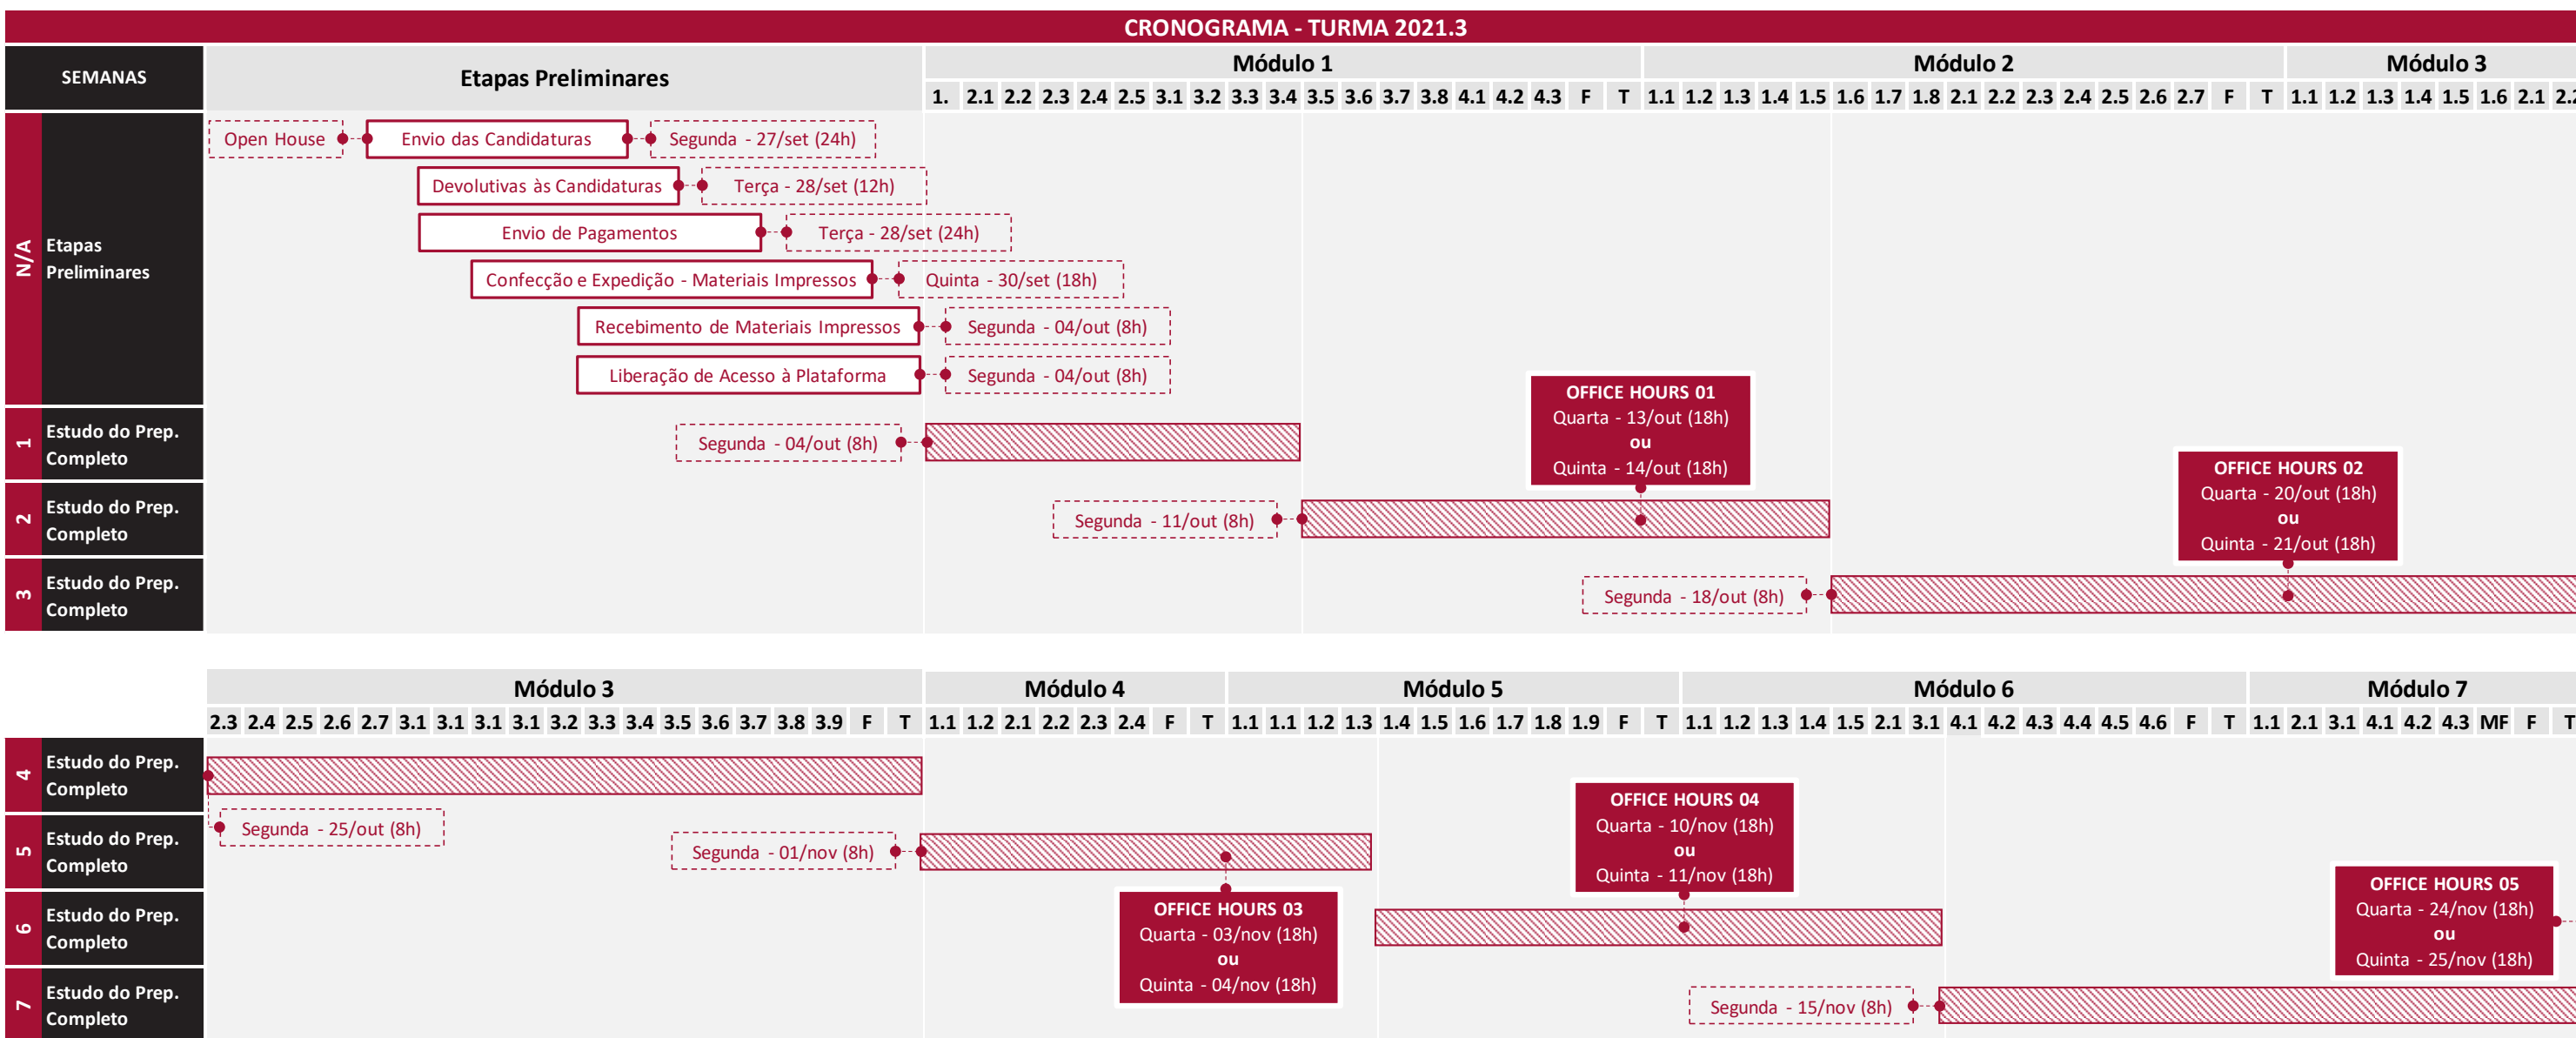 CRONOGRAMA - TURMA 2021.3
SEMANAS
Etapas Preliminares
Módulo 1
Módulo 2
Módulo 3
1. 2.1 2.2 2.3 2.4 2.5 3.1 3.2 3.3 3.4 3.5 3.6 3.7 3.8 4.1 4.2 4.3 F T 1.1 1.2 1.3 1.4 1.5 1.6 1.7 1.8 2.1 2.2 2.3 2.4 2.5 2.6 2.7 F T 1.1 1.2 1.3 1.4 1.5 1.6 2.1 2.2
N/A
Etapas
Preliminares
Open House
Envio das Candidaturas
Segunda - 27/set (24h)
Devolutivas às Candidaturas
Terça - 28/set (12h)
Envio de Pagamentos
Terça - 28/set (24h)
Confecção e Expedição - Materiais Impressos
Quinta - 30/set (18h)
Recebimento de Materiais Impressos
Segunda - 04/out (8h)
Liberação de Acesso à Plataforma
Segunda - 04/out (8h)
1
Estudo do Prep.
Completo
Segunda - 04/out (8h)
OFFICE HOURS 01
Quarta - 13/out (18h)
ou
Quinta - 14/out (18h)
2
Estudo do Prep.
Completo
Segunda - 11/out (8h)
OFFICE HOURS 02
Quarta - 20/out (18h)
ou
Quinta - 21/out (18h)
3
Estudo do Prep.
Completo
Segunda - 18/out (8h)
Módulo 3
Módulo 4
Módulo 5
Módulo 6
Módulo 7
2.3 2.4 2.5 2.6 2.7 3.1 3.1 3.1 3.1 3.2 3.3 3.4 3.5 3.6 3.7 3.8 3.9 F T 1.1 1.2 2.1 2.2 2.3 2.4 F T 1.1 1.1 1.2 1.3 1.4 1.5 1.6 1.7 1.8 1.9 F T 1.1 1.2 1.3 1.4 1.5 2.1 3.1 4.1 4.2 4.3 4.4 4.5 4.6 F T 1.1 2.1 3.1 4.1 4.2 4.3 MF F T
4
Estudo do Prep.
Completo
Segunda - 25/out (8h)
5
Estudo do Prep.
Completo
Segunda - 01/nov (8h)
OFFICE HOURS 03
Quarta - 03/nov (18h)
ou
Quinta - 04/nov (18h)
OFFICE HOURS 04
Quarta - 10/nov (18h)
ou
Quinta - 11/nov (18h)
6
Estudo do Prep.
Completo
OFFICE HOURS 05
Quarta - 24/nov (18h)
ou
Quinta - 25/nov (18h)
7
Estudo do Prep.
Completo
Segunda - 15/nov (8h)